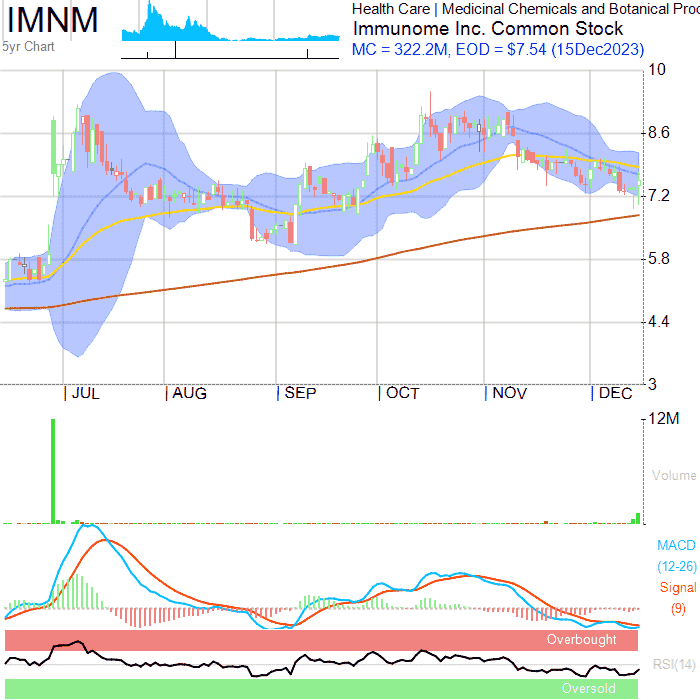 IMNM
5yr Chart
Health Care | Medicinal Chemicals and Botanical Proc
Immunome Inc. Common Stock
MC = 322.2M, EOD = $7.54 (15Dec2023)
10
8.6
7.2
5.8
4.4
3
JUL AUG SEP OCT NOV DEC
12M
Volume
MACD
(12-26)
Signal
(9)
Overbought
RSI(14)
Oversold